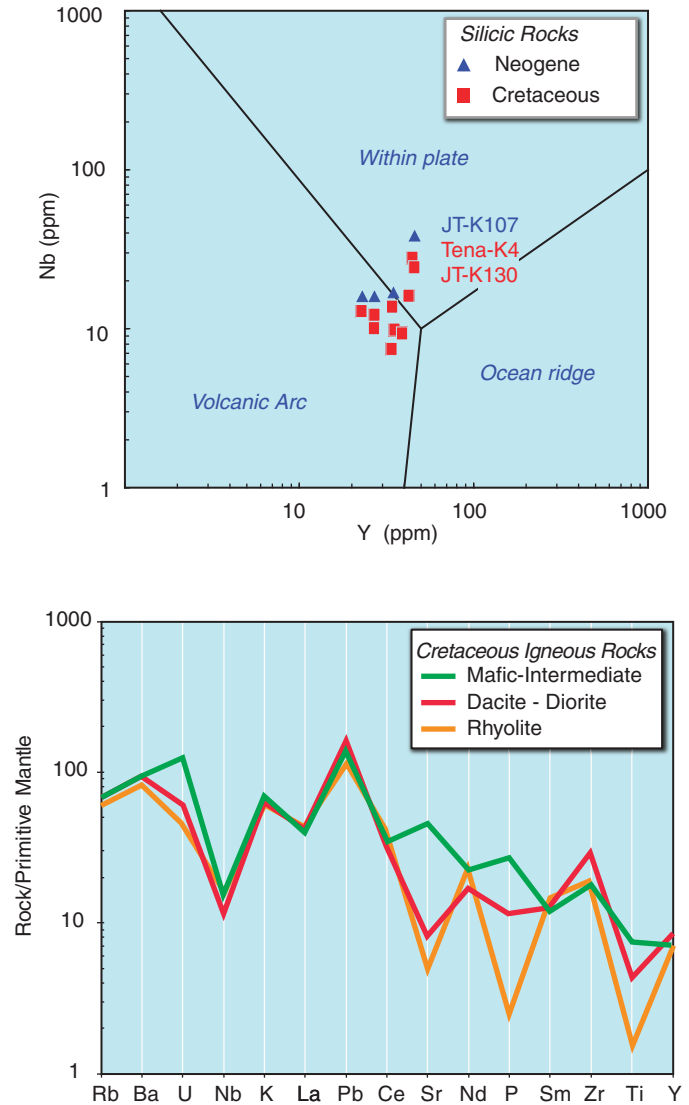 1000
100
10
1
Nb (ppm)
Silicic Rocks
Neogene
Cretaceous
Within plate
JT-K107
Tena-K4
JT-K130
Ocean ridge
Volcanic Arc
10
100
1000
Y (ppm)
1000
100
10
1
Rock/Primitive Mantle
Cretaceous Igneous Rocks
Mafic-Intermediate
Dacite - Diorite
Rhyolite
Rb Ba U Nb K La Pb Ce Sr Nd P Sm Zr Ti Y